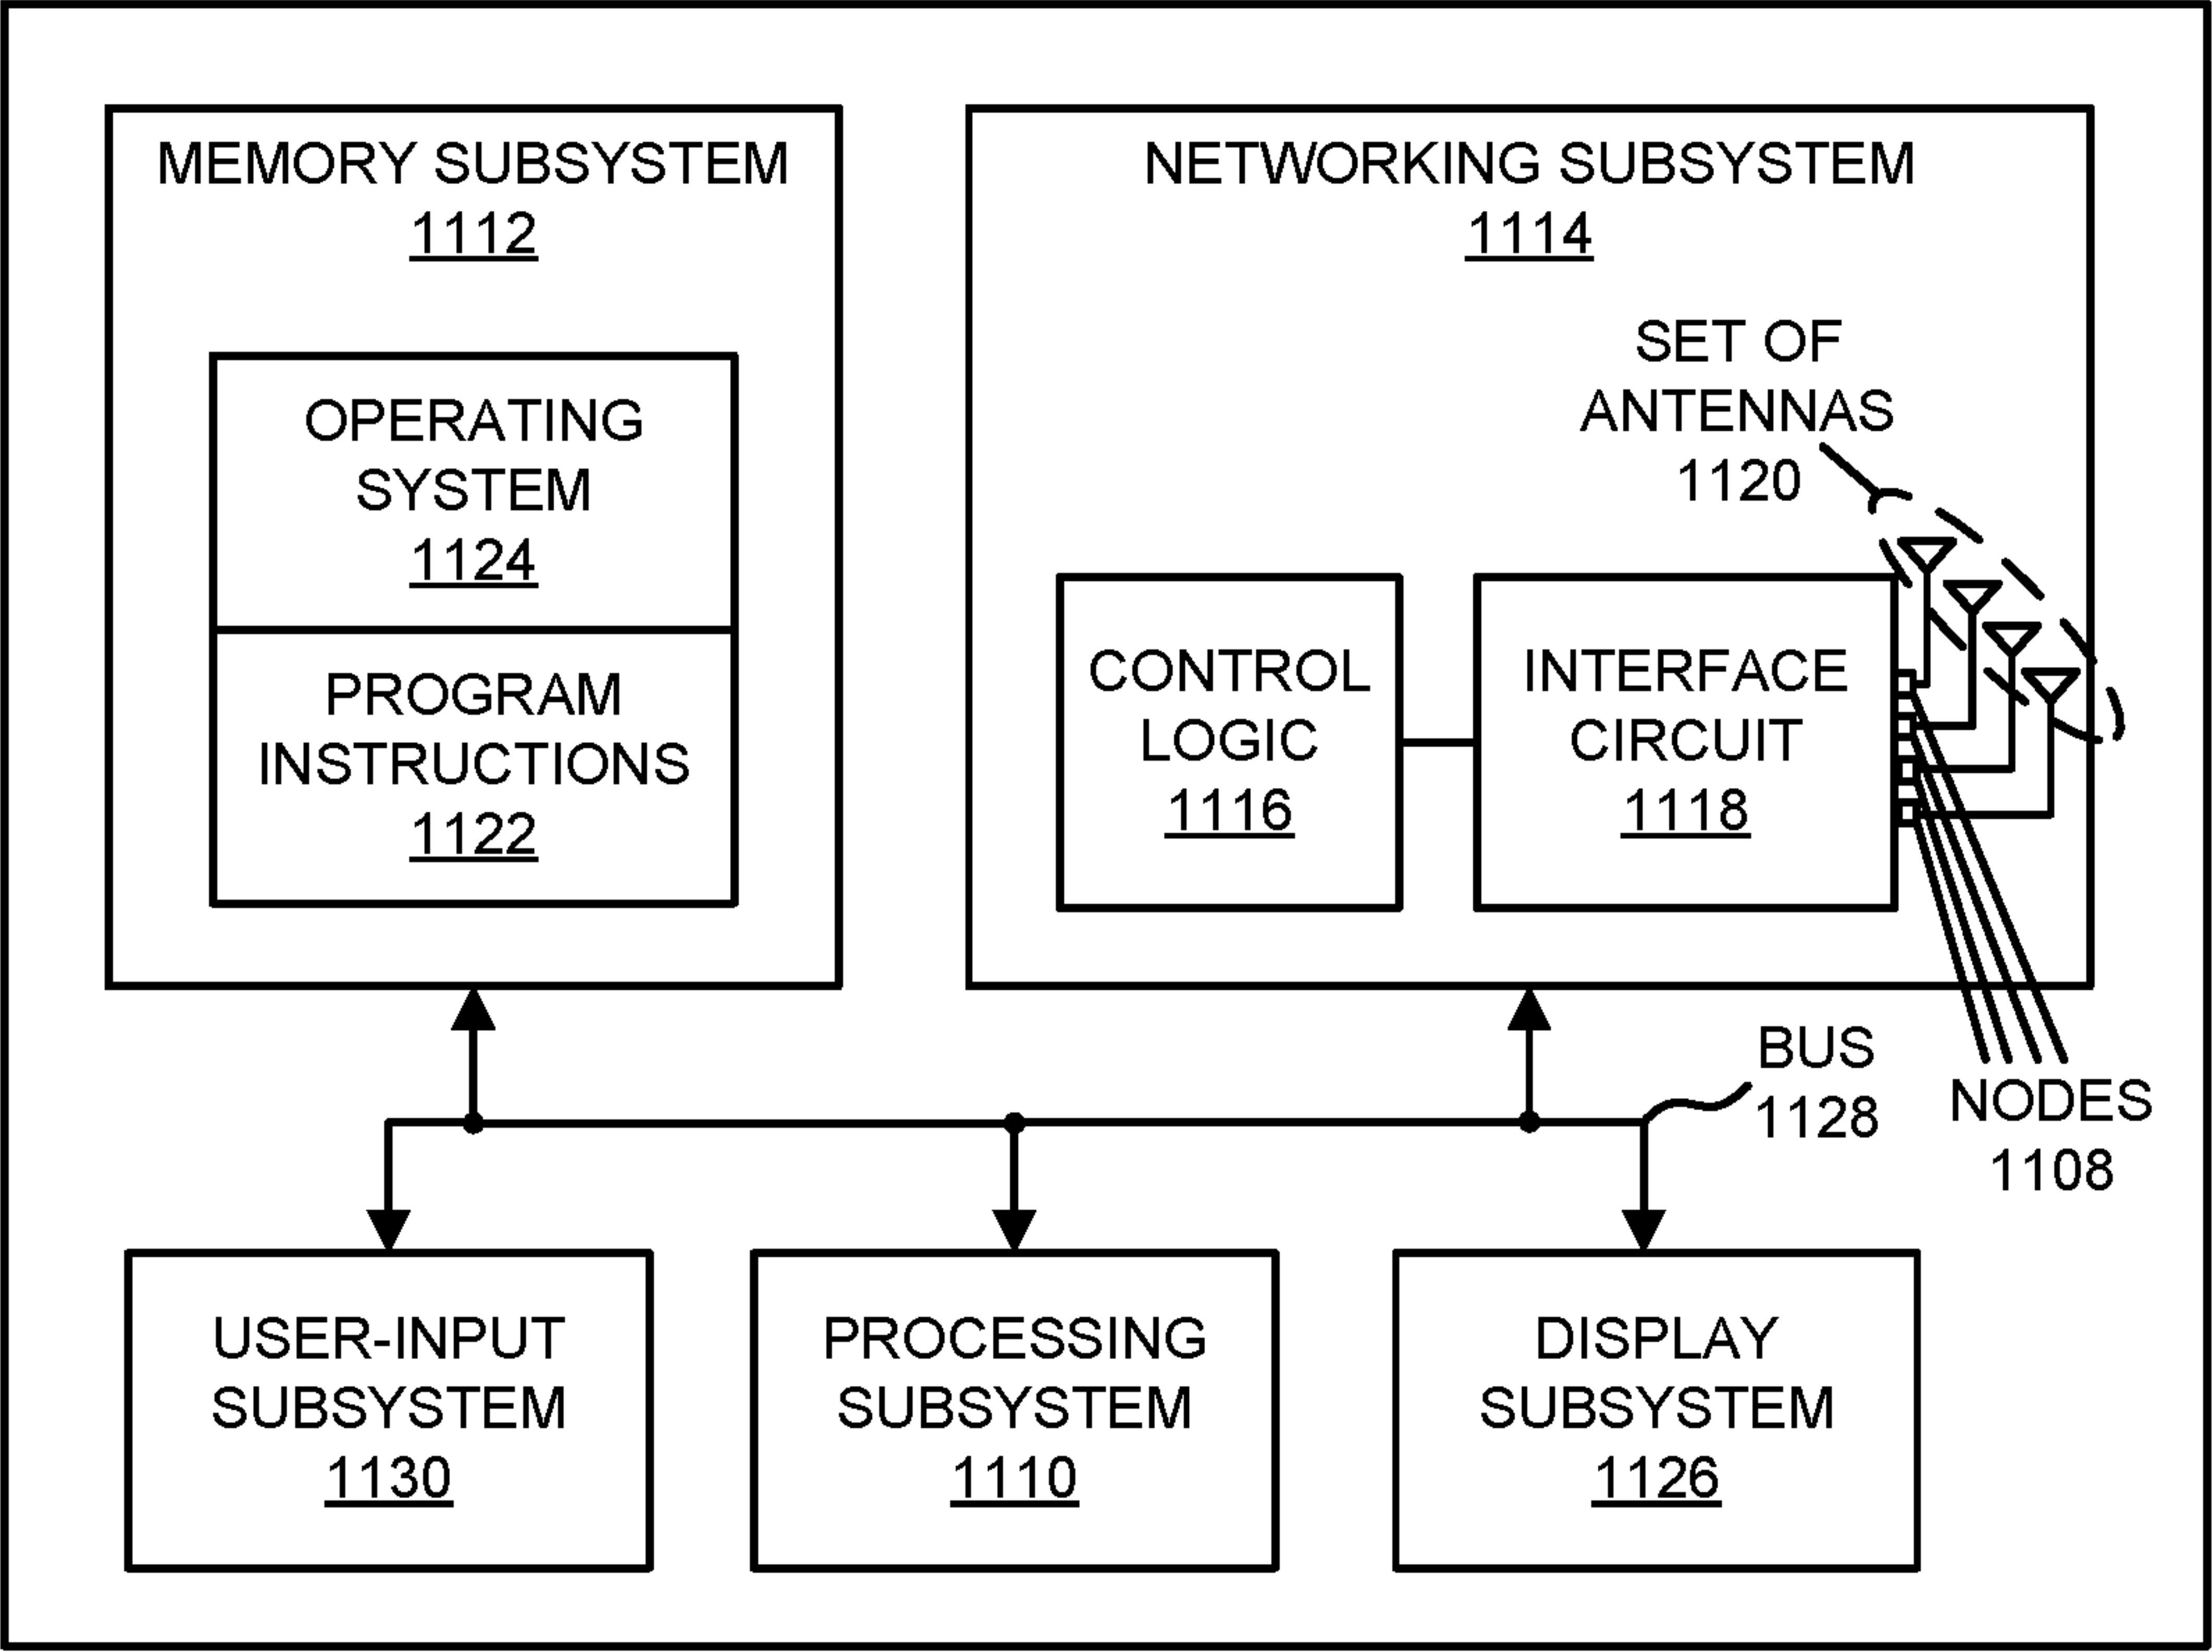 MEMORY SUBSYSTEM
1112
OPERATING
SYSTEM
1124
PROGRAM
INSTRUCTIONS
1122
NETWORKING SUBSYSTEM
1114
SET OF
ANTENNAS
1120
CONTROL
LOGIC
1116
INTERFACE
CIRCUIT
1118
BUS
1128
NODES
1108
USER-INPUT
SUBSYSTEM
1130
PROCESSING
SUBSYSTEM
1110
DISPLAY
SUBSYSTEM
1126